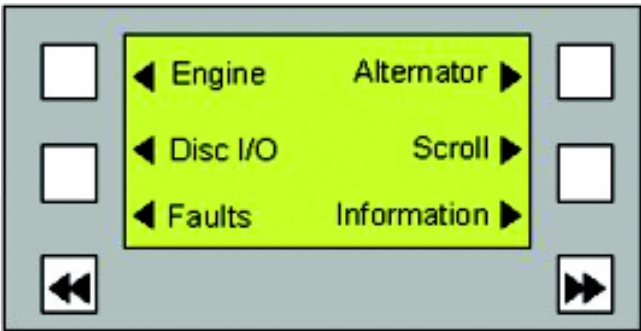 Engine Alternator
Disc I/O Scroll
Faults Information